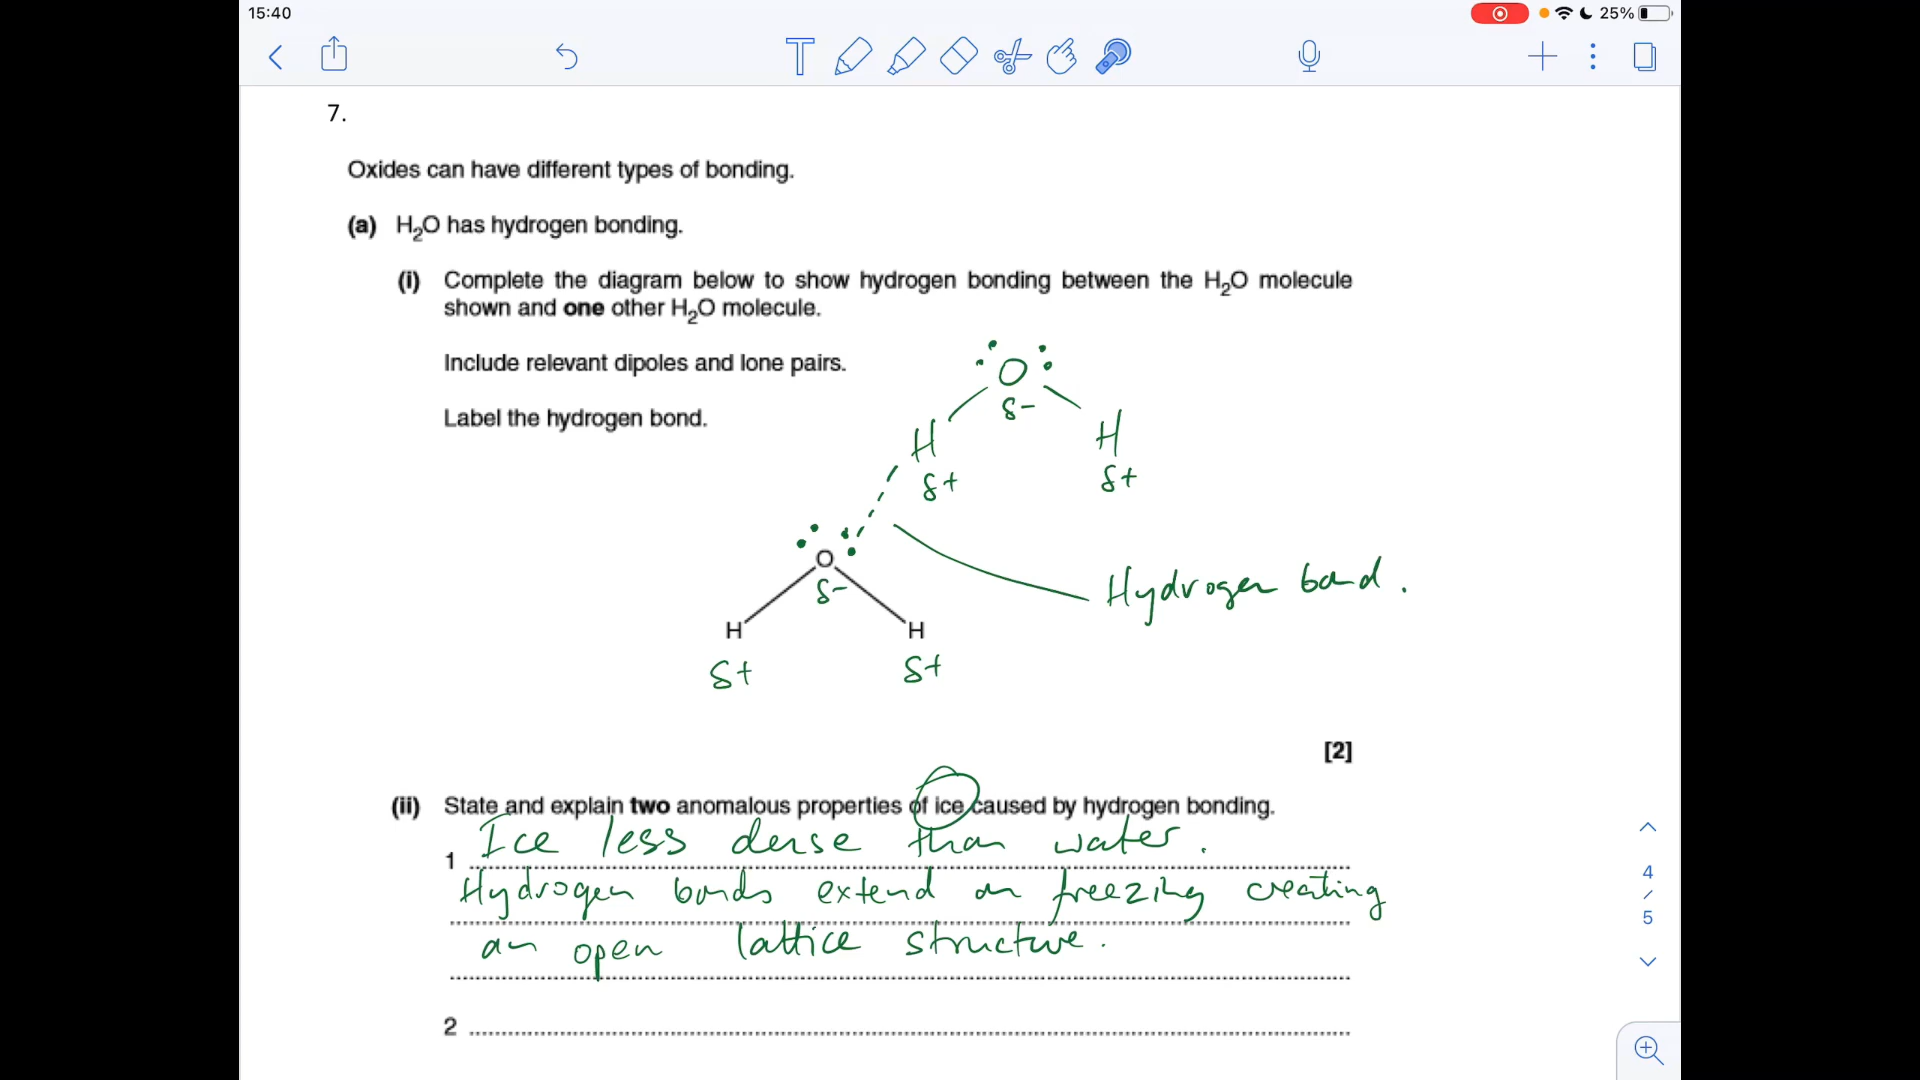 15:40
25%
7.
Oxides can have different types of bonding.
(a) H₂O has hydrogen bonding.
(i) Complete the diagram below to show hydrogen bonding between the H₂O molecule
shown and one other H₂O molecule.
Include relevant dipoles and lone pairs.
Label the hydrogen bond.
O
δ-
H
H
δ+
δ+
O
δ-
Hydrogen bond.
H
H
δ+
δ+
[2]
(ii) State and explain two anomalous properties of ice caused by hydrogen bonding.
1 Ice less dense than water.
Hydrogen bonds extend on freezing creating
an open lattice structure.
2
4
/
5